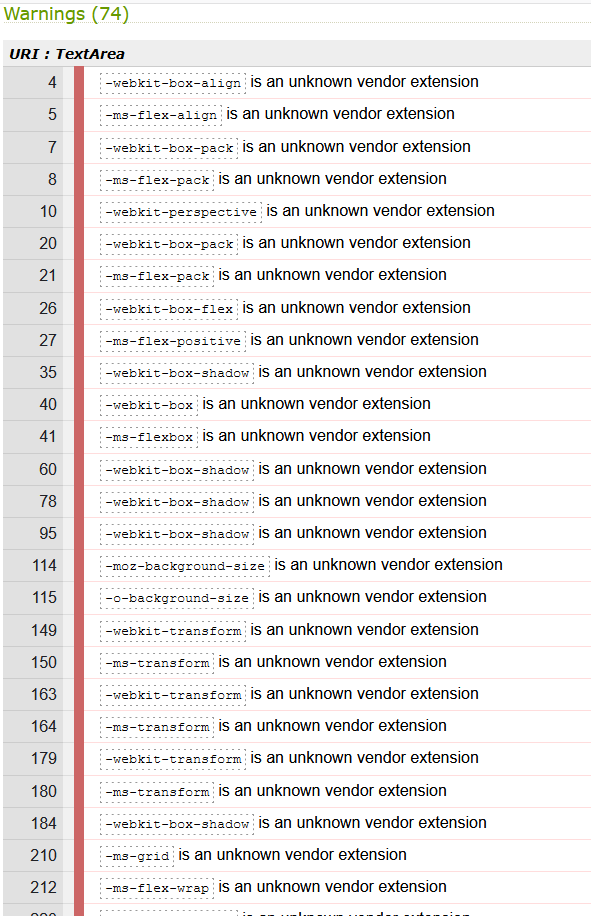 Warnings (74)
URI : TextArea
4 -webkit-box-align is an unknown vendor extension
5 -ms-flex-align is an unknown vendor extension
7 -webkit-box-pack is an unknown vendor extension
8 -ms-flex-pack is an unknown vendor extension
10 -webkit-perspective is an unknown vendor extension
20 -webkit-box-pack is an unknown vendor extension
21 -ms-flex-pack is an unknown vendor extension
26 -webkit-box-flex is an unknown vendor extension
27 -ms-flex-positive is an unknown vendor extension
35 -webkit-box-shadow is an unknown vendor extension
40 -webkit-box is an unknown vendor extension
41 -ms-flexbox is an unknown vendor extension
60 -webkit-box-shadow is an unknown vendor extension
78 -webkit-box-shadow is an unknown vendor extension
95 -webkit-box-shadow is an unknown vendor extension
114 -moz-background-size is an unknown vendor extension
115 -o-background-size is an unknown vendor extension
149 -webkit-transform is an unknown vendor extension
150 -ms-transform is an unknown vendor extension
163 -webkit-transform is an unknown vendor extension
164 -ms-transform is an unknown vendor extension
179 -webkit-transform is an unknown vendor extension
180 -ms-transform is an unknown vendor extension
184 -webkit-box-shadow is an unknown vendor extension
210 -ms-grid is an unknown vendor extension
212 -ms-flex-wrap is an unknown vendor extension